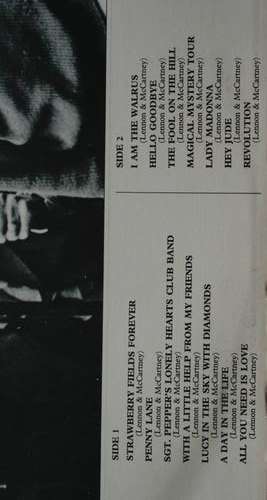 SIDE 1
STRAWBERRY FIELDS FOREVER
(Lennon & McCartney)
PENNY LANE
(Lennon & McCartney)
SGT. PEPPER'S LONELY HEARTS CLUB BAND
(Lennon & McCartney)
WITH A LITTLE HELP FROM MY FRIENDS
(Lennon & McCartney)
LUCY IN THE SKY WITH DIAMONDS
(Lennon & McCartney)
A DAY IN THE LIFE
(Lennon & McCartney)
ALL YOU NEED IS LOVE
(Lennon & McCartney)
SIDE 2
I AM THE WALRUS
(Lennon & McCartney)
HELLO GOODBYE
(Lennon & McCartney)
THE FOOL ON THE HILL
(Lennon & McCartney)
MAGICAL MYSTERY TOUR
(Lennon & McCartney)
LADY MADONNA
(Lennon & McCartney)
HEY JUDE
(Lennon & McCartney)
REVOLUTION
(Lennon & McCartney)